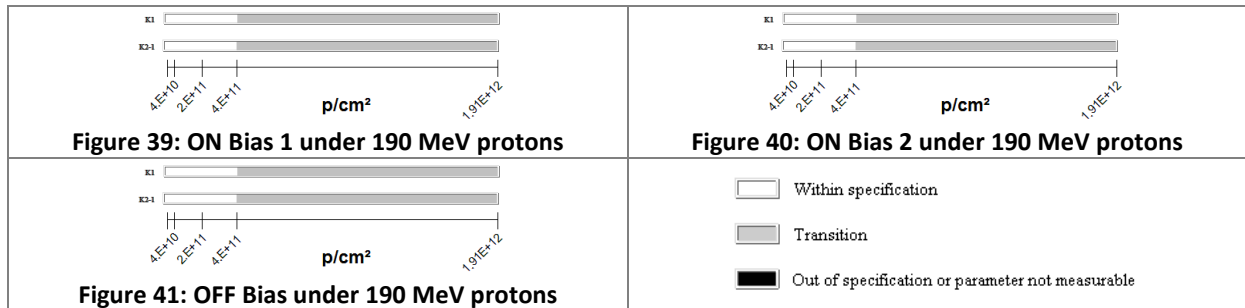 K1
K2-1
4.E+10
2.E+11
4.E+11
1.91E+12
p/cm²
Figure 39: ON Bias 1 under 190 MeV protons
K1
K2-1
4.E+10
2.E+11
4.E+11
1.91E+12
p/cm²
Figure 40: ON Bias 2 under 190 MeV protons
K1
K2-1
4.E+10
2.E+11
4.E+11
1.91E+12
p/cm²
Figure 41: OFF Bias under 190 MeV protons
Within specification
Transition
Out of specification or parameter not measurable